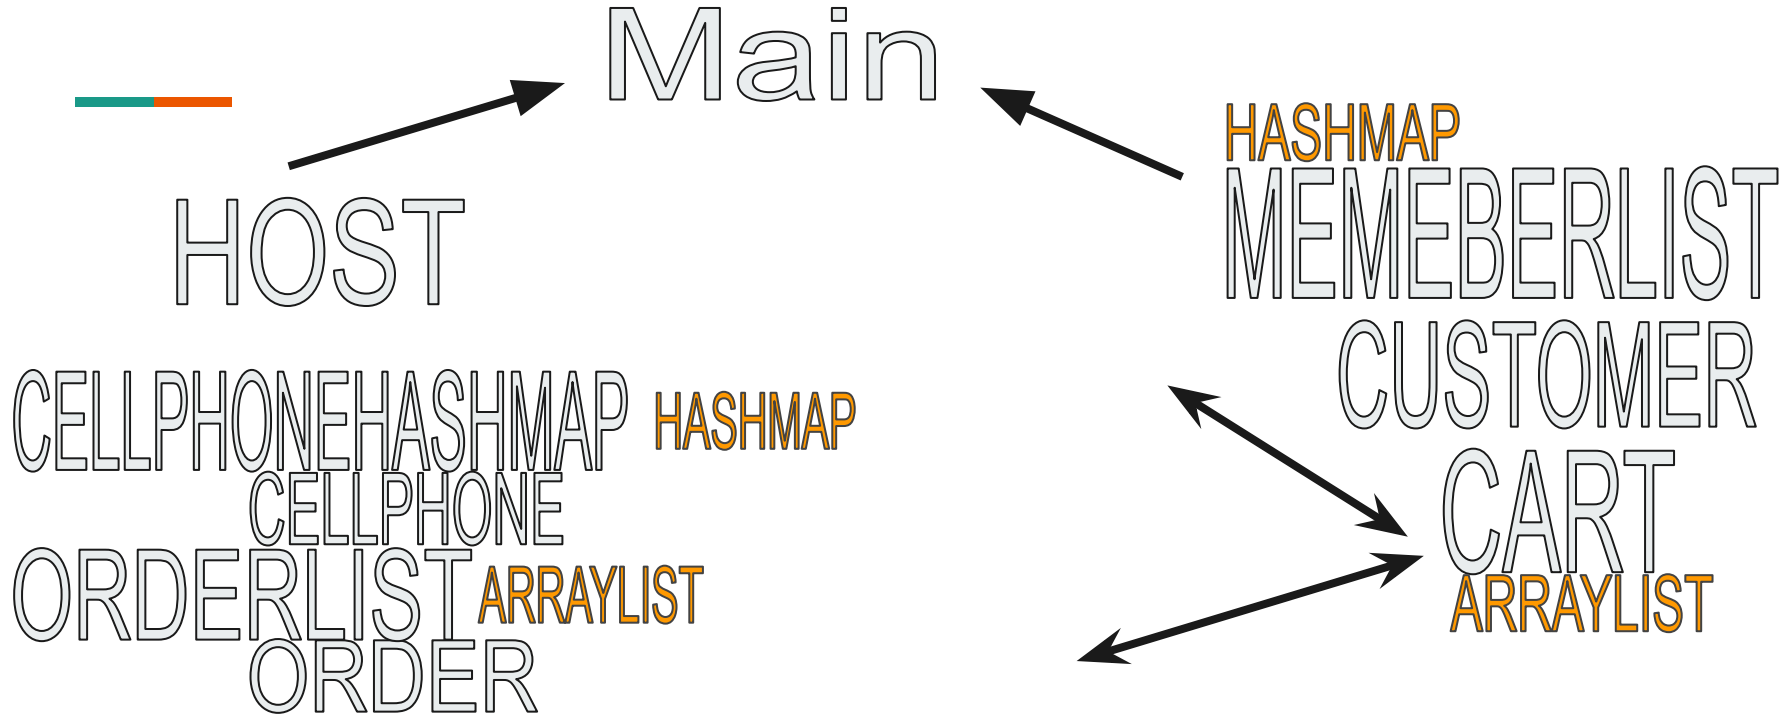 Main
HOST
CELLPHONEHASHMAP HASHMAP
CELLPHONE
ORDERLIST ARRAYLIST
ORDER
HASHMAP
MEMEBERLIST
CUSTOMER
CART
ARRAYLIST